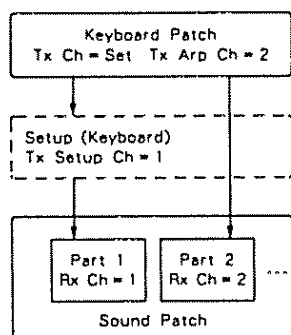 Keyboard Patch
Tx Ch = Set Tx Arp Ch = 2
Setup (Keyboard)
Tx Setup Ch = 1
Part 1 Part 2
Rx Ch = 1 Rx Ch = 2 ...
Sound Patch